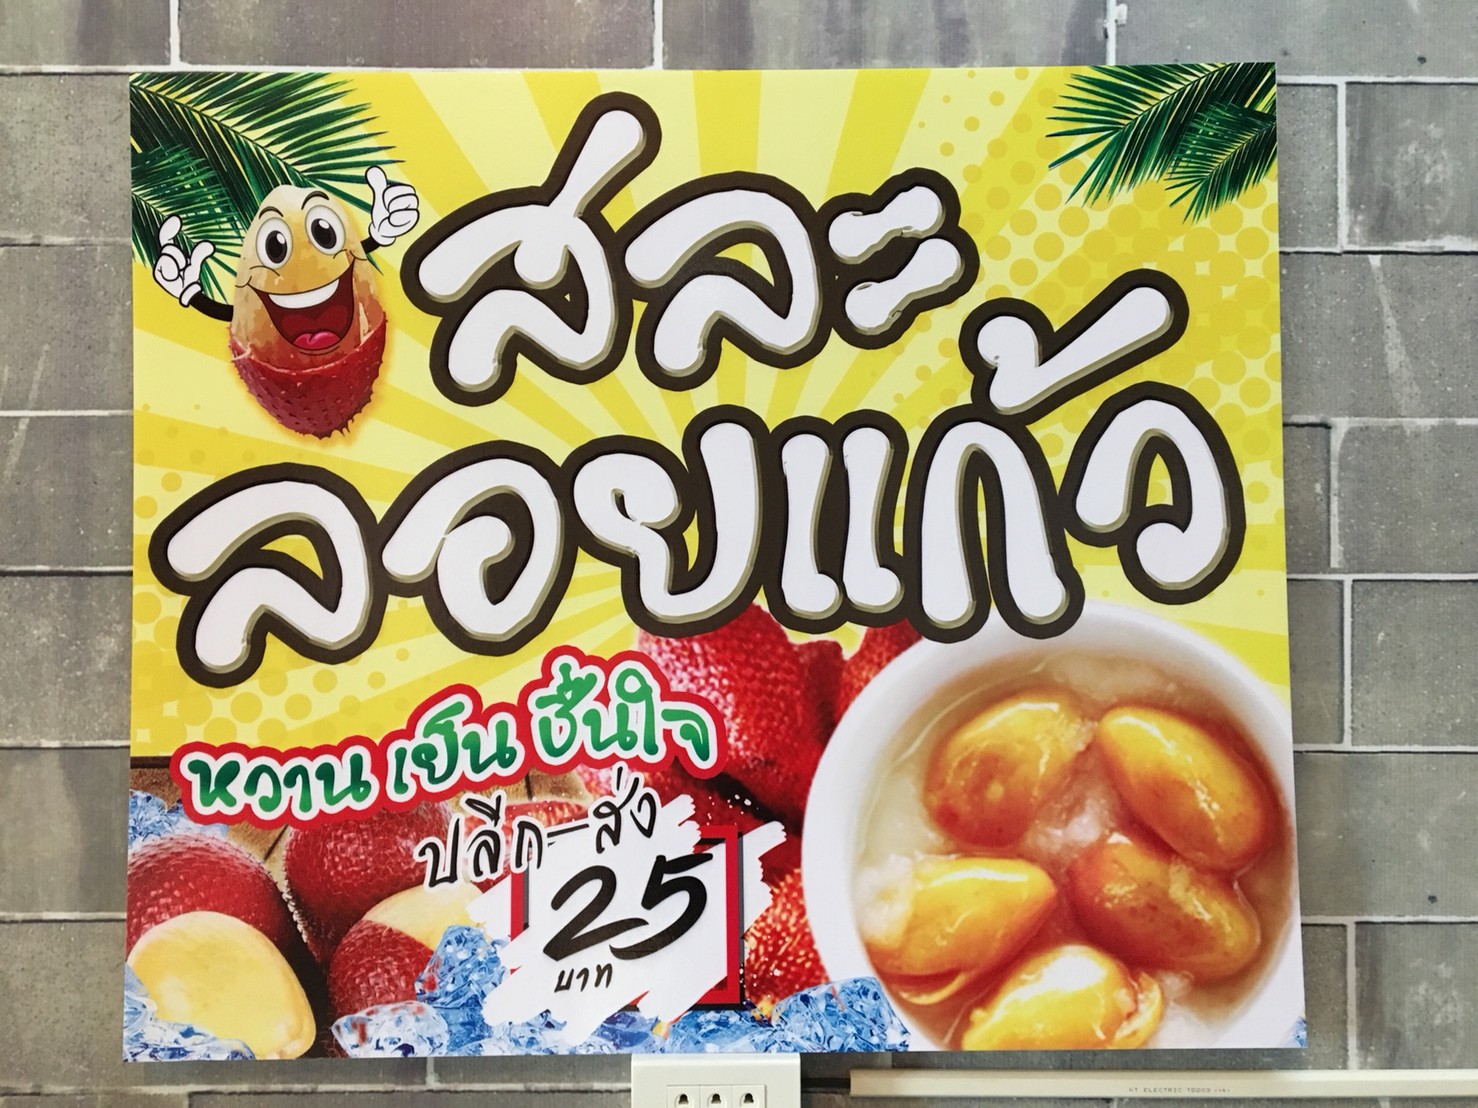 สละ
ลอยแก้ว
หวาน เย็น ชื่นใจ
ปลีก-ส่ง
25
บาท